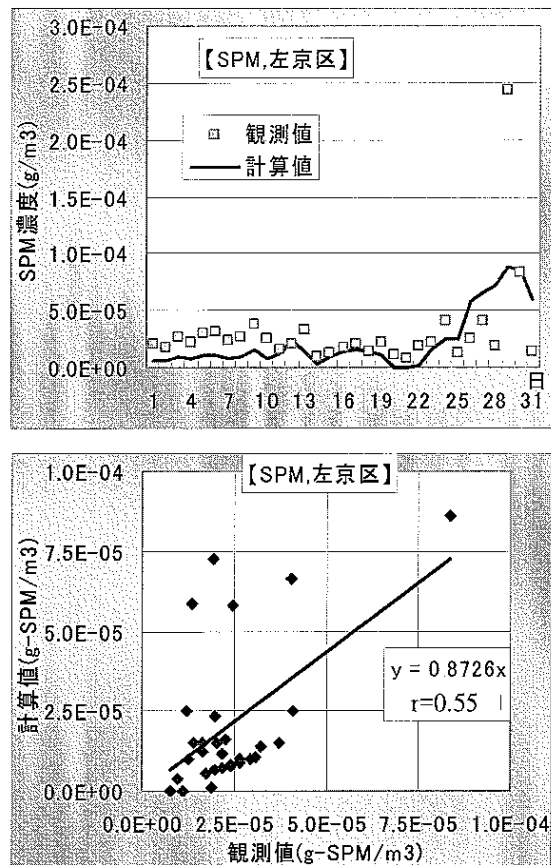 3.0E-04
2.5E-04
2.0E-04
1.5E-04
1.0E-04
5.0E-05
0.0E+00
SPM濃度(g/m3)
【SPM,左京区】
観測値
計算値
日
1 4 7 10 13 16 19 22 25 28 31
【SPM,左京区】
1.0E-04
7.5E-05
5.0E-05
2.5E-05
0.0E+00
計算値(g-SPM/m3)
y = 0.8726x
r=0.55
0.0E+00 2.5E-05 5.0E-05 7.5E-05 1.0E-04
観測値(g-SPM/m3)